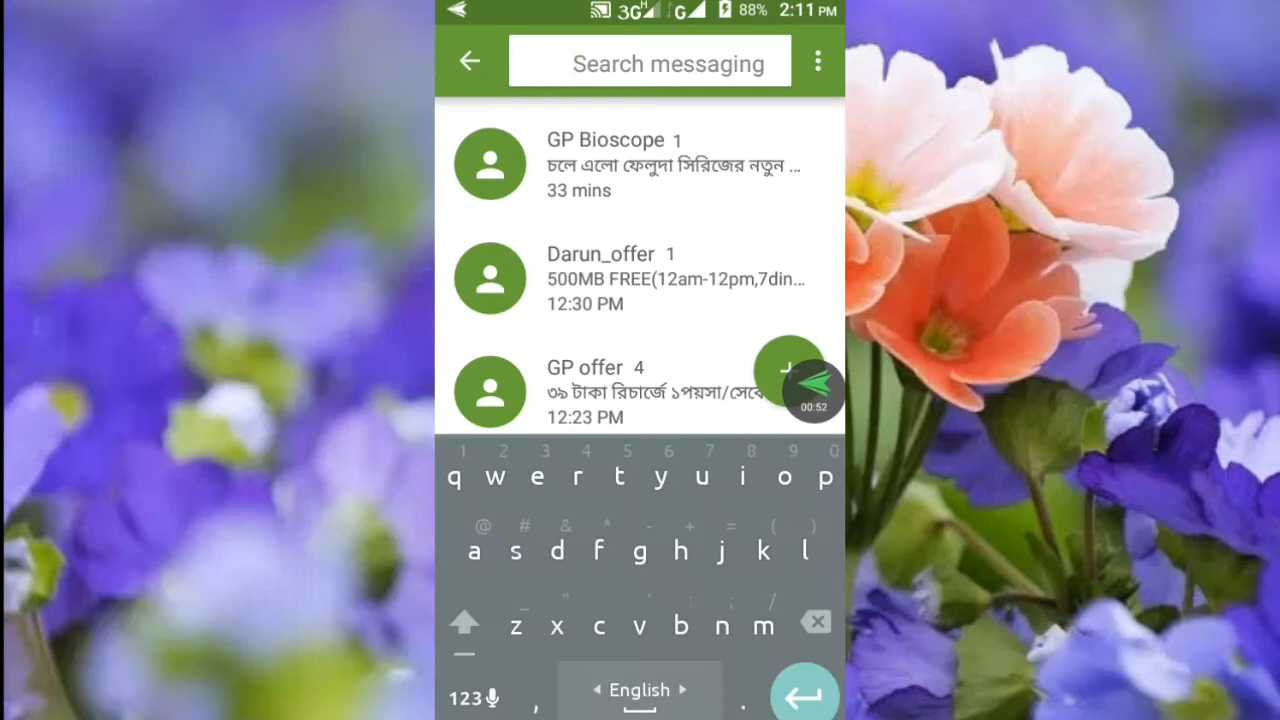 3G H G 88% 2:11 PM
Search messaging
GP Bioscope 1
চলে এলো ফেলুদা সিরিজের নতুন ...
33 mins
Darun_offer 1
500MB FREE(12am-12pm,7din...
12:30 PM
GP offer 4
৩৯ টাকা রিচার্জে ১পয়সা/সেকে
12:23 PM
00:52
1 2 3 4 5 6 7 8 9 0
q w e r t y u i o p
@ # & * - + = ( )
a s d f g h j k l
_ " ' : ; /
z x c v b n m
123 , English .